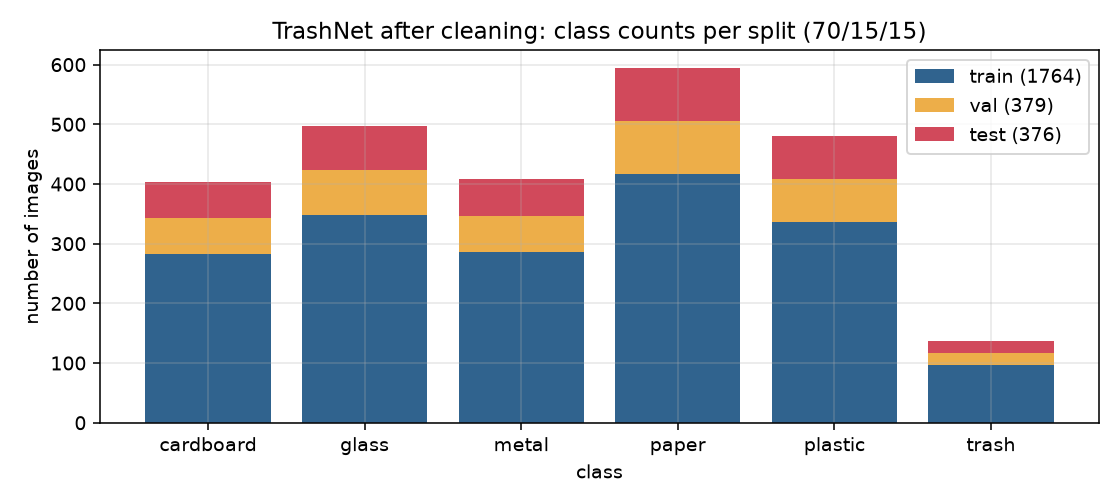 TrashNet after cleaning: class counts per split (70/15/15)
train (1764)
val (379)
test (376)
number of images
600
500
400
300
200
100
0
cardboard glass metal paper plastic trash
class